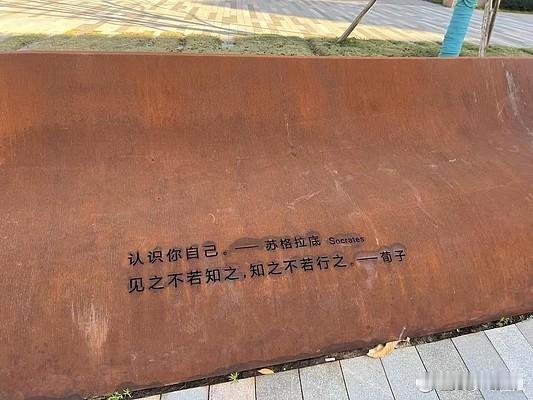 认识你自己。——苏格拉底 Socrates
见之不若知之,知之不若行之。——荀子